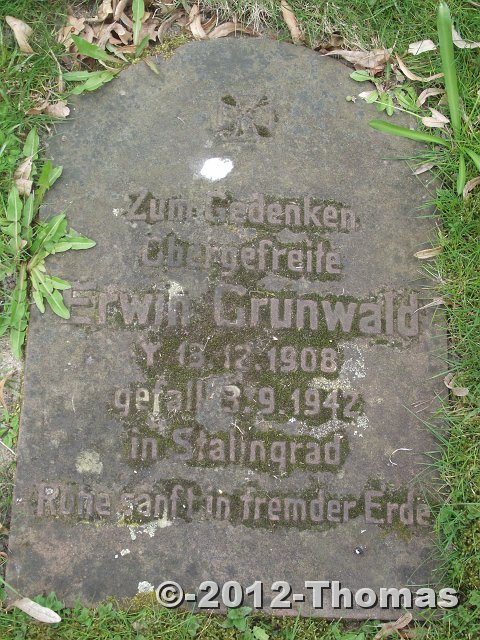 Zum Gedenken
Obergefreite
Erwin Grunwald
13.12.1908
gefall. 3.9.1942
in Stalingrad
Ruhe sanft in fremder Erde
©-2012-Thomas